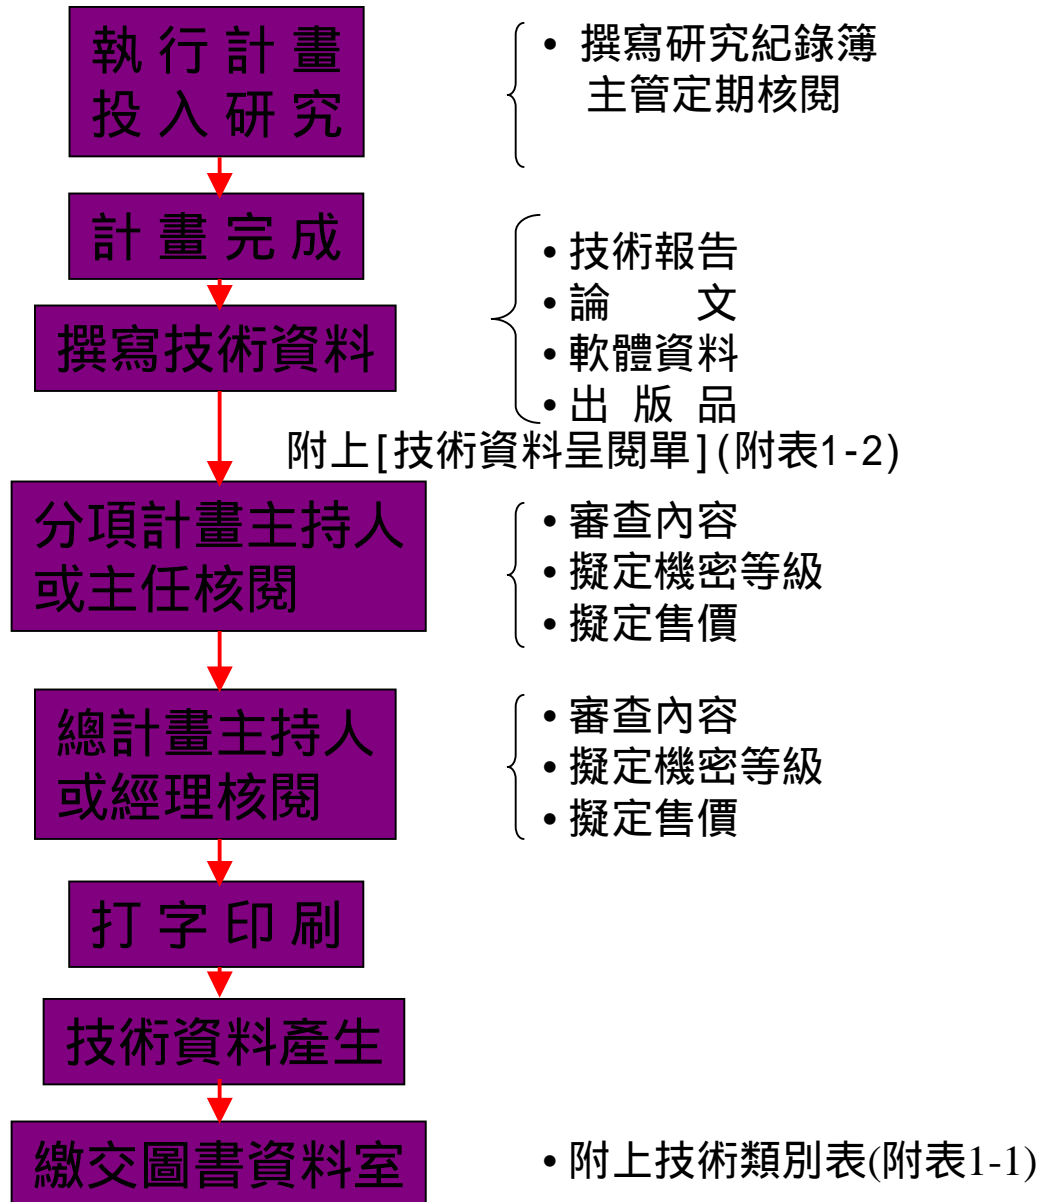 執行計畫
投入研究
• 撰寫研究紀錄簿
主管定期核閱
計畫完成
撰寫技術資料
• 技術報告
• 論 文
• 軟體資料
• 出 版 品
附上[技術資料呈閱單](附表1-2)
分項計畫主持人
或主任核閱
• 審查內容
• 擬定機密等級
• 擬定售價
總計畫主持人
或經理核閱
• 審查內容
• 擬定機密等級
• 擬定售價
打字印刷
技術資料產生
繳交圖書資料室
• 附上技術類別表(附表1-1)